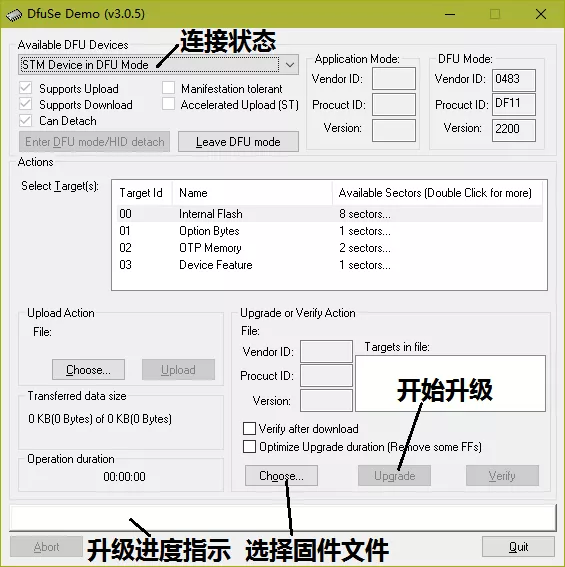 DfuSe Demo (v3.0.5)
Available DFU Devices
连接状态
STM Device in DFU Mode
Supports Upload
Manifestation tolerant
Supports Download
Accelerated Upload (ST)
Can Detach
Enter DFU mode/HID detach
Leave DFU mode
Application Mode:
Vendor ID:
Procuct ID:
Version:
DFU Mode:
Vendor ID: 0483
Procuct ID: DF11
Version: 2200
Actions
Select Target(s):
Target Id Name Available Sectors (Double Click for more)
00 Internal Flash 8 sectors...
01 Option Bytes 1 sectors...
02 OTP Memory 2 sectors...
03 Device Feature 1 sectors...
Upload Action
File:
Choose... Upload
Transferred data size
0 KB(0 Bytes) of 0 KB(0 Bytes)
Operation duration
00:00:00
Upgrade or Verify Action
File:
Vendor ID:
Procuct ID:
Version:
Targets in file:
开始升级
Verify after download
Optimize Upgrade duration (Remove some FFs)
Choose... Upgrade Verify
升级进度指示 选择固件文件
Abort Quit